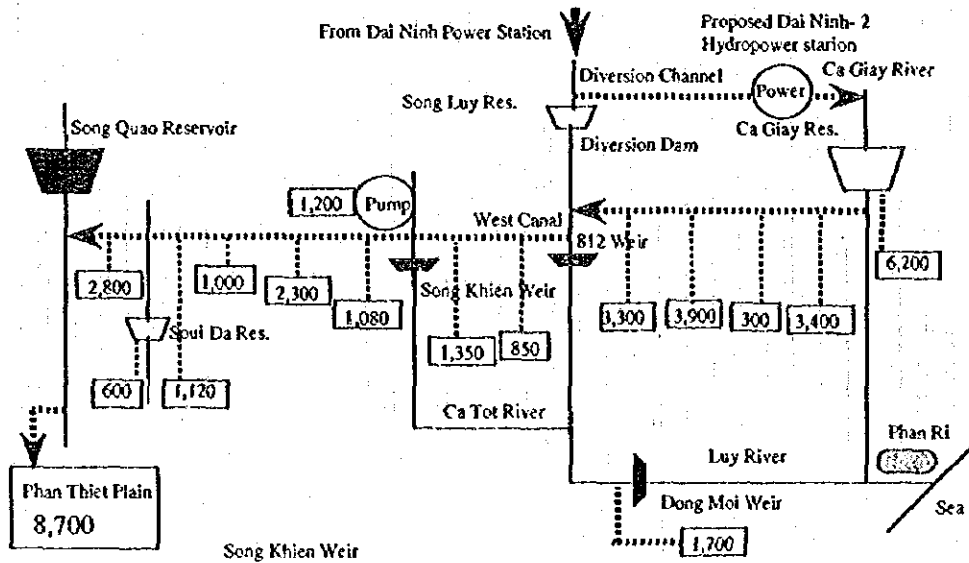 From Dai Ninh Power Station
Proposed Dai Ninh- 2
Hydropower starion
Diversion Channel
Power
Ca Giay River
Song Luy Res.
Ca Giay Res.
Song Quao Reservoir
Diversion Dam
1,200
Pump
West Canal
812 Weir
6,200
2,800
1,000
2,300
1,080
Song Khien Weir
3,300
3,900
300
3,400
Soui Da Res.
1,350
850
600
1,120
Ca Tot River
Phan Ri
Luy River
Phan Thiet Plain
8,700
Dong Moi Weir
Sea
1,700
Song Khien Weir